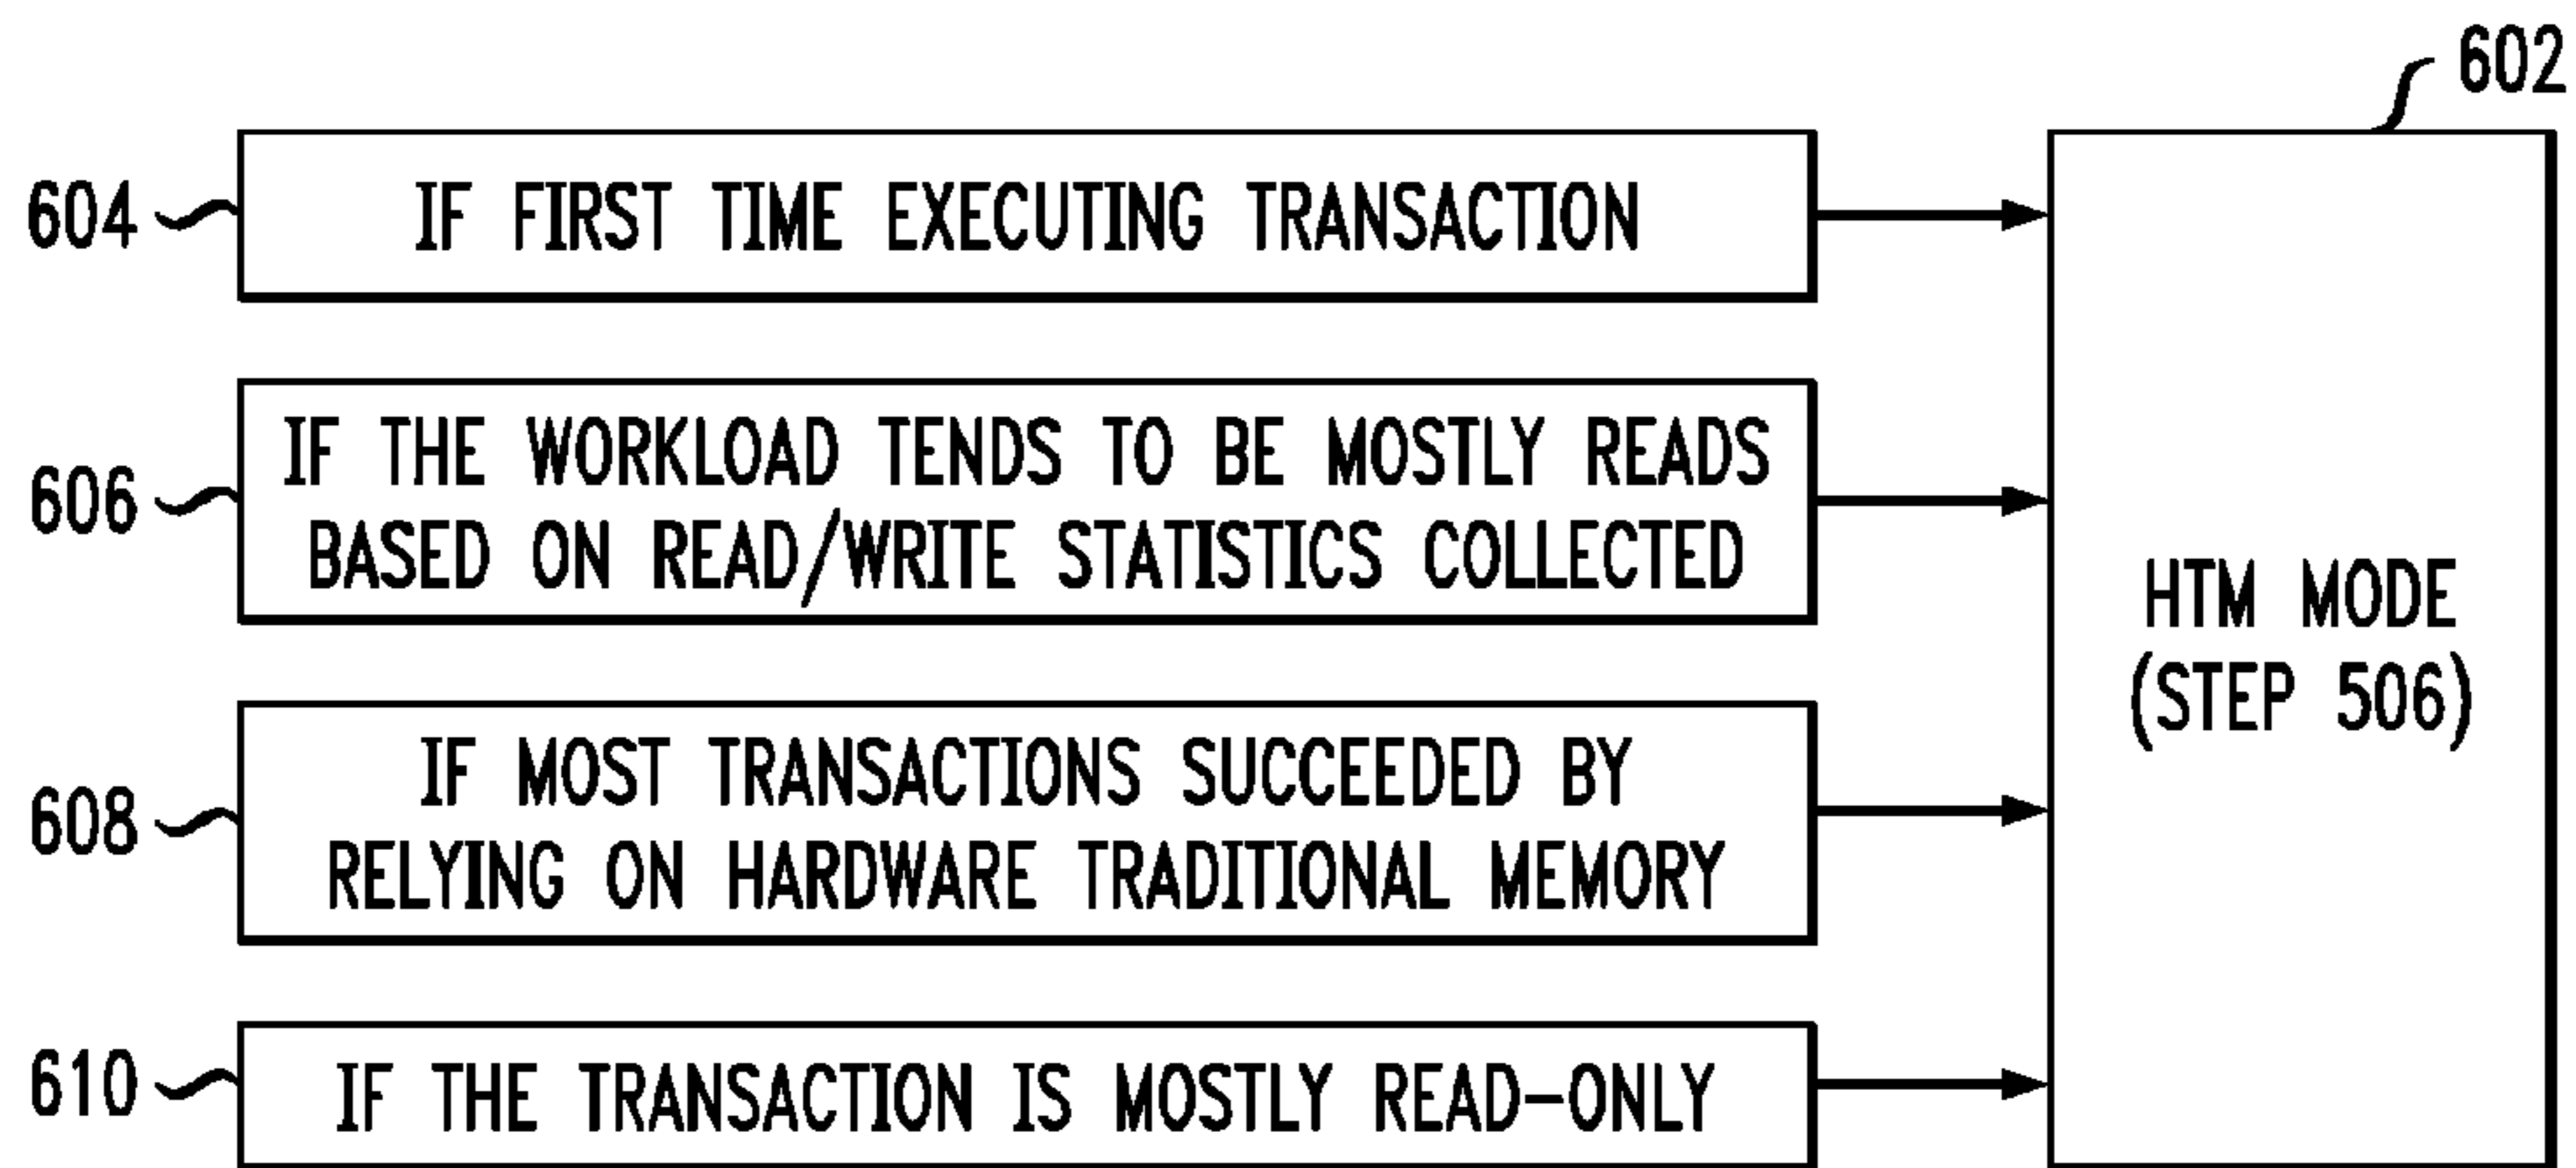 602
604
IF FIRST TIME EXECUTING TRANSACTION
606
IF THE WORKLOAD TENDS TO BE MOSTLY READS
BASED ON READ/WRITE STATISTICS COLLECTED
HTM MODE
(STEP 506)
608
IF MOST TRANSACTIONS SUCCEEDED BY
RELYING ON HARDWARE TRADITIONAL MEMORY
610
IF THE TRANSACTION IS MOSTLY READ-ONLY